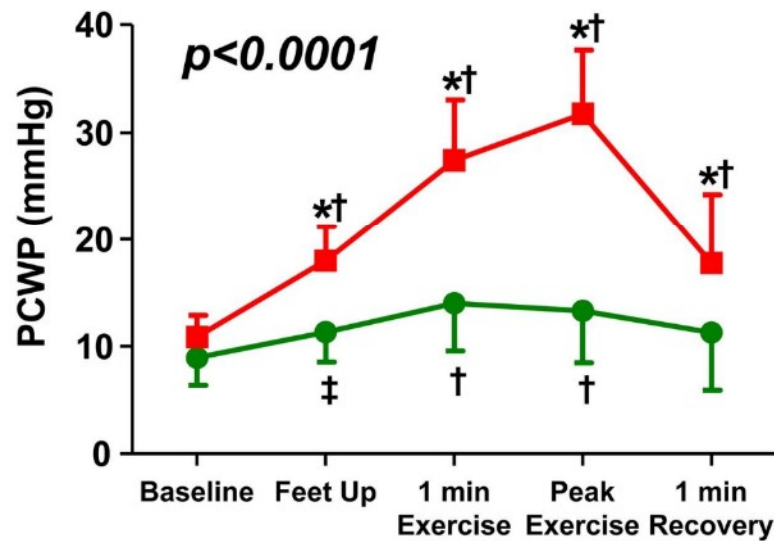 40
p<0.0001
*†
*†
30
*†
*†
20
PCWP (mmHg)
10
‡
†
†
0
Baseline
Feet Up
1 min
Exercise
Peak
Exercise
1 min
Recovery